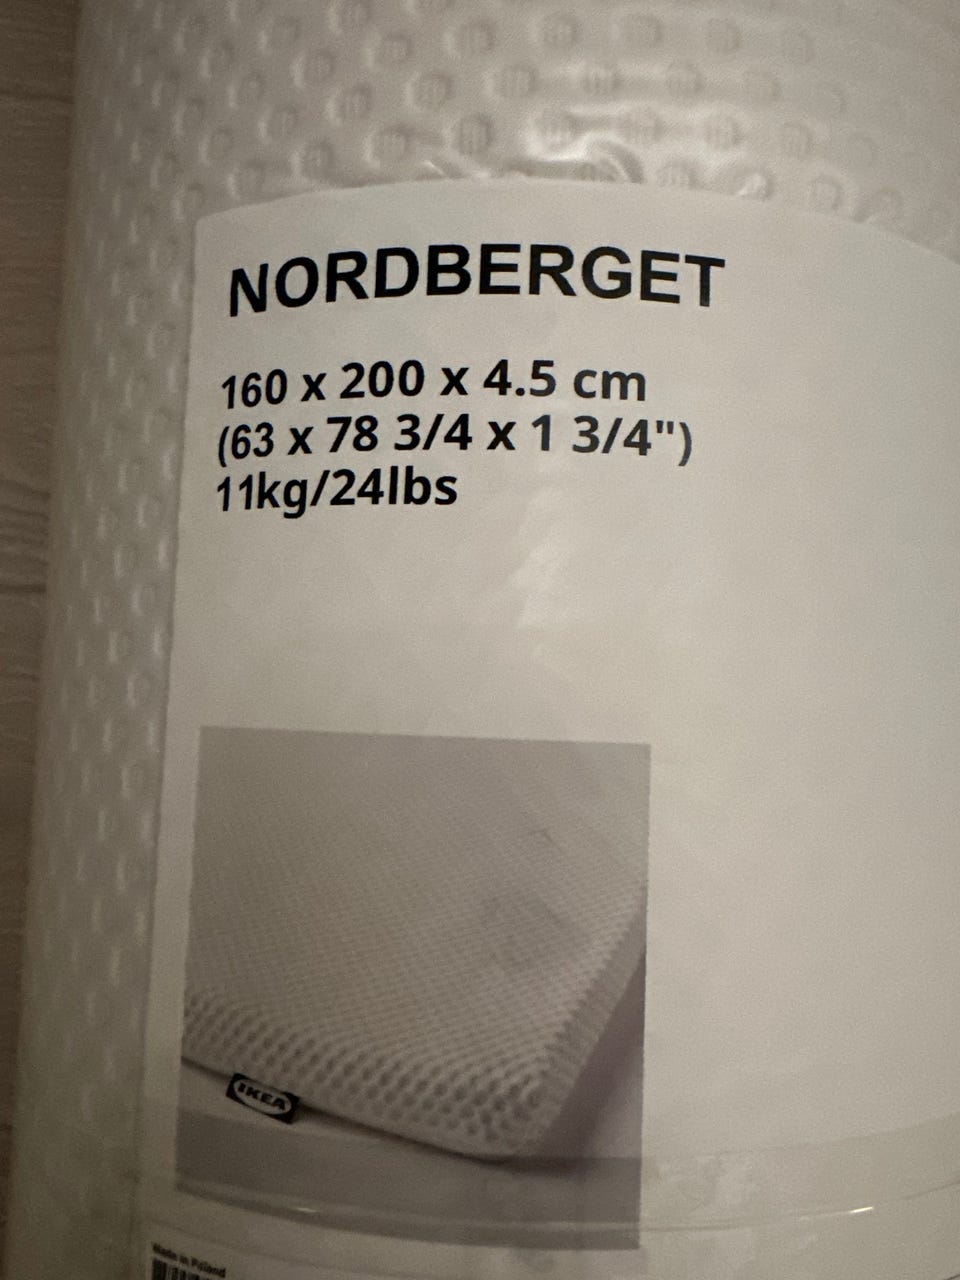 NORDBERGET
160 x 200 x 4.5 cm
(63 x 78 3/4 x 1 3/4")
11kg/24lbs
IKEA
Made in Poland